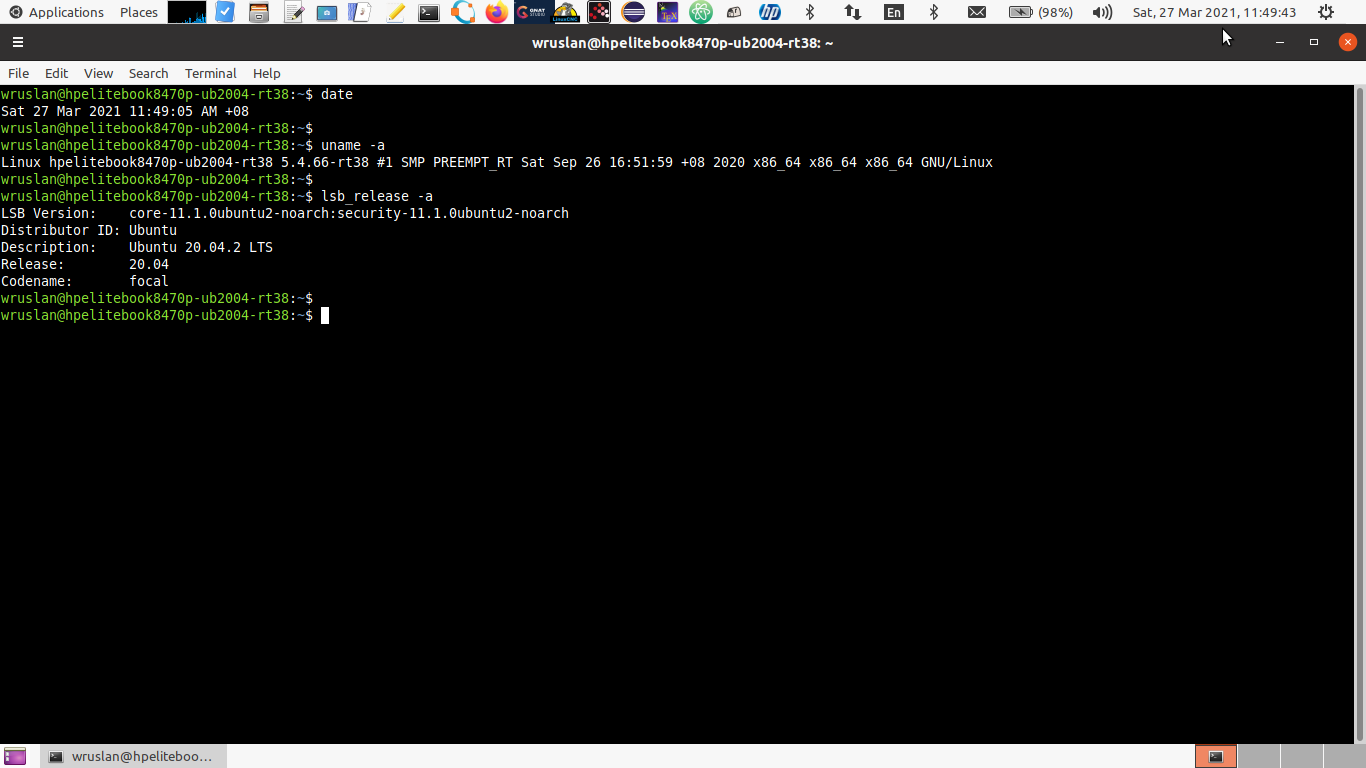 Applications Places GNAT STUDIO LinuxCNC En (98%) Sat, 27 Mar 2021, 11:49:43
wruslan@hpelitebook8470p-ub2004-rt38: ~
File Edit View Search Terminal Help
wruslan@hpelitebook8470p-ub2004-rt38:~$ date
Sat 27 Mar 2021 11:49:05 AM +08
wruslan@hpelitebook8470p-ub2004-rt38:~$
wruslan@hpelitebook8470p-ub2004-rt38:~$ uname -a
Linux hpelitebook8470p-ub2004-rt38 5.4.66-rt38 #1 SMP PREEMPT_RT Sat Sep 26 16:51:59 +08 2020 x86_64 x86_64 x86_64 GNU/Linux
wruslan@hpelitebook8470p-ub2004-rt38:~$
wruslan@hpelitebook8470p-ub2004-rt38:~$ lsb_release -a
LSB Version:    core-11.1.0ubuntu2-noarch:security-11.1.0ubuntu2-noarch
Distributor ID: Ubuntu
Description:    Ubuntu 20.04.2 LTS
Release:        20.04
Codename:       focal
wruslan@hpelitebook8470p-ub2004-rt38:~$
wruslan@hpelitebook8470p-ub2004-rt38:~$
wruslan@hpeliteboo…